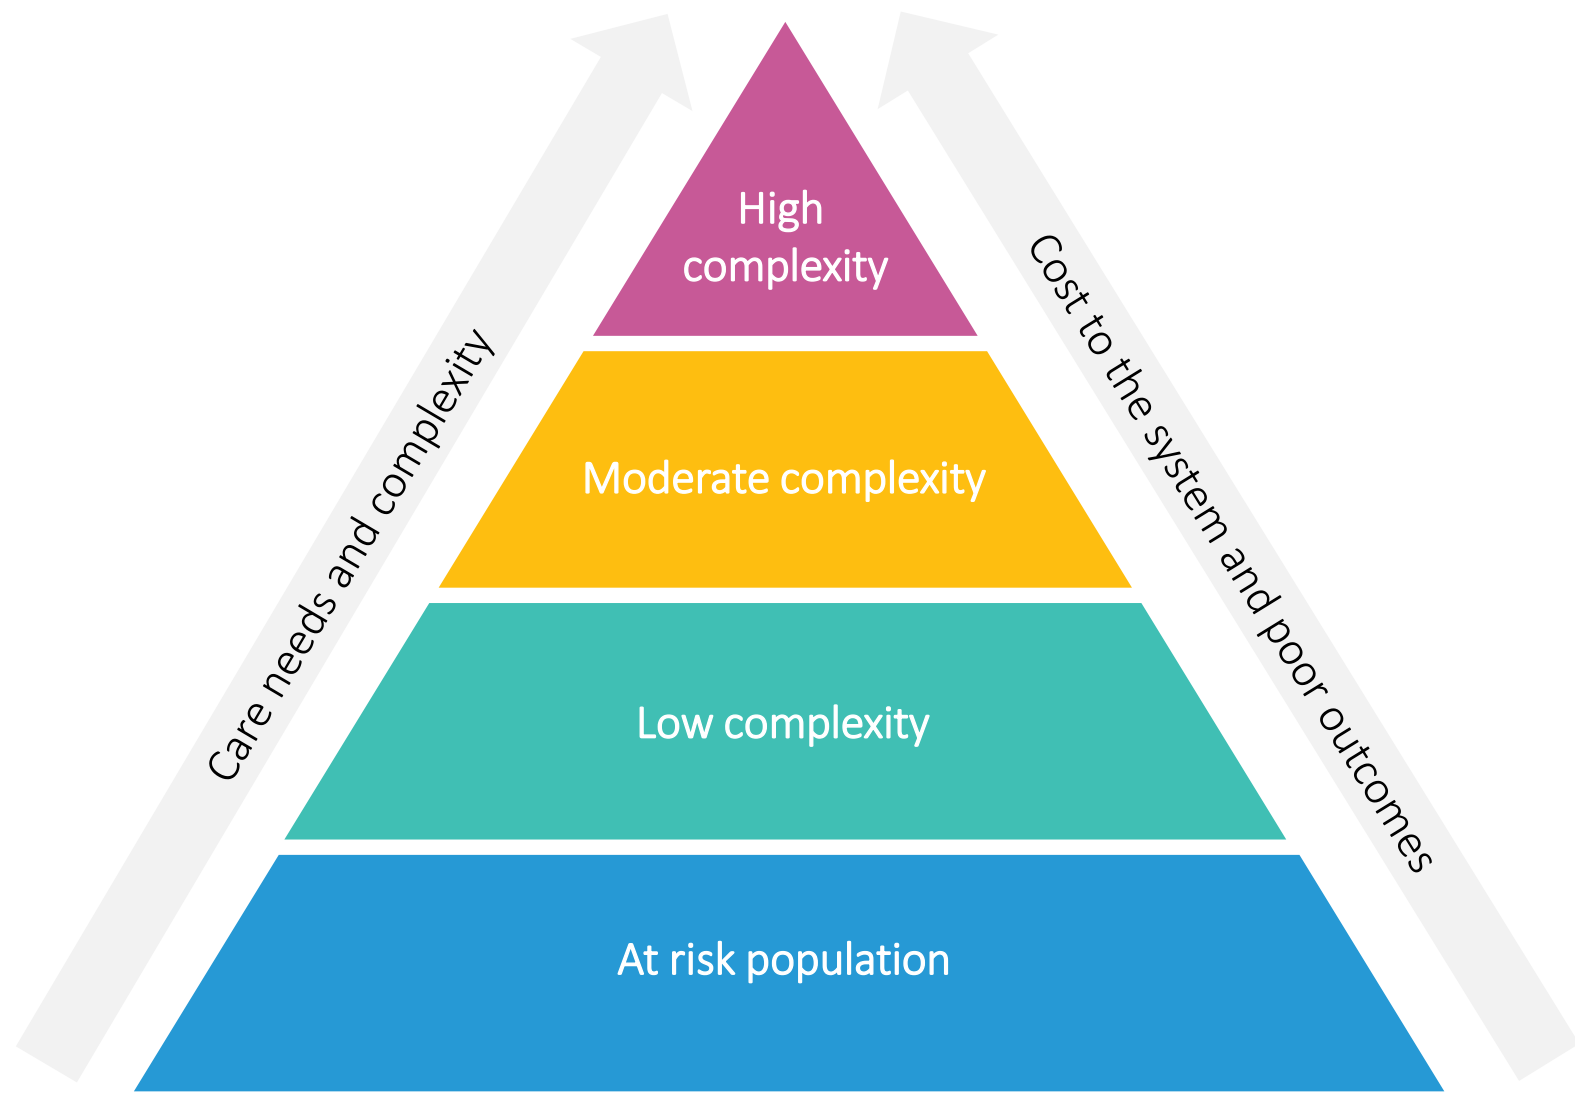 High
complexity
Moderate complexity
Low complexity
At risk population
Care needs and complexity
Cost to the system and poor outcomes